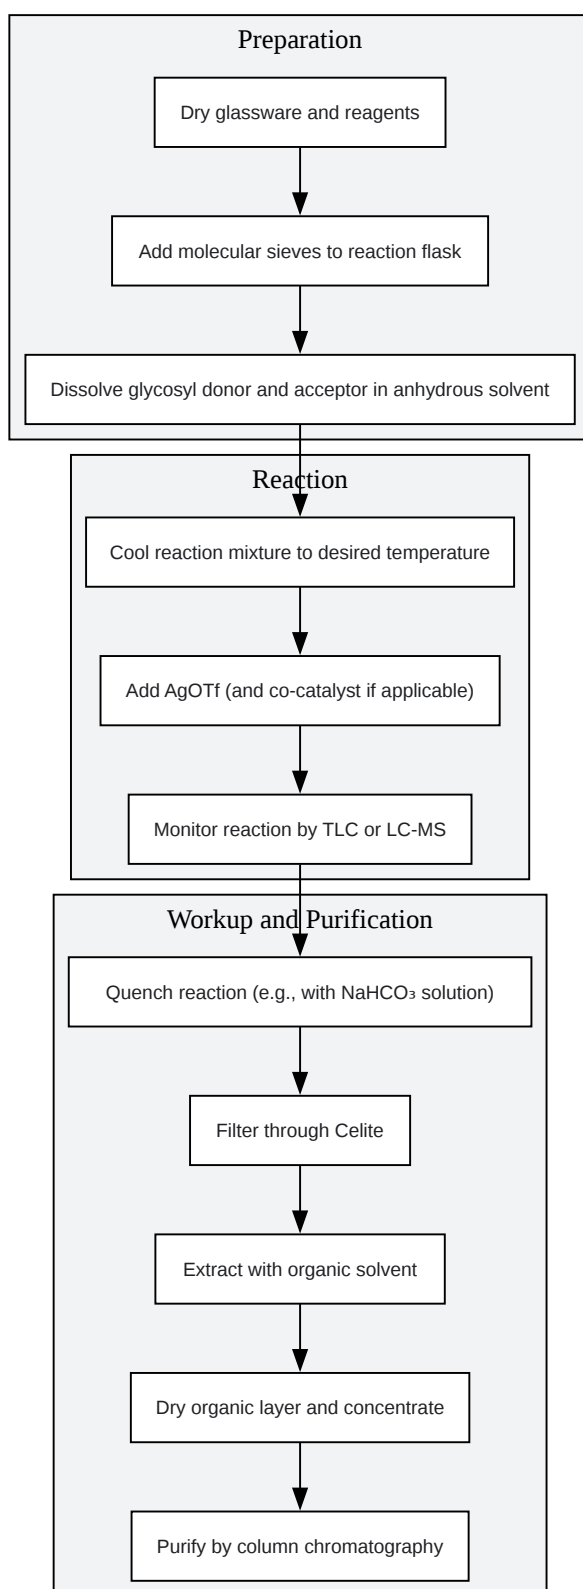 Preparation
Dry glassware and reagents
Add molecular sieves to reaction flask
Dissolve glycosyl donor and acceptor in anhydrous solvent
Reaction
Cool reaction mixture to desired temperature
Add AgOTf (and co-catalyst if applicable)
Monitor reaction by TLC or LC-MS
Workup and Purification
Quench reaction (e.g., with NaHCO₃ solution)
Filter through Celite
Extract with organic solvent
Dry organic layer and concentrate
Purify by column chromatography